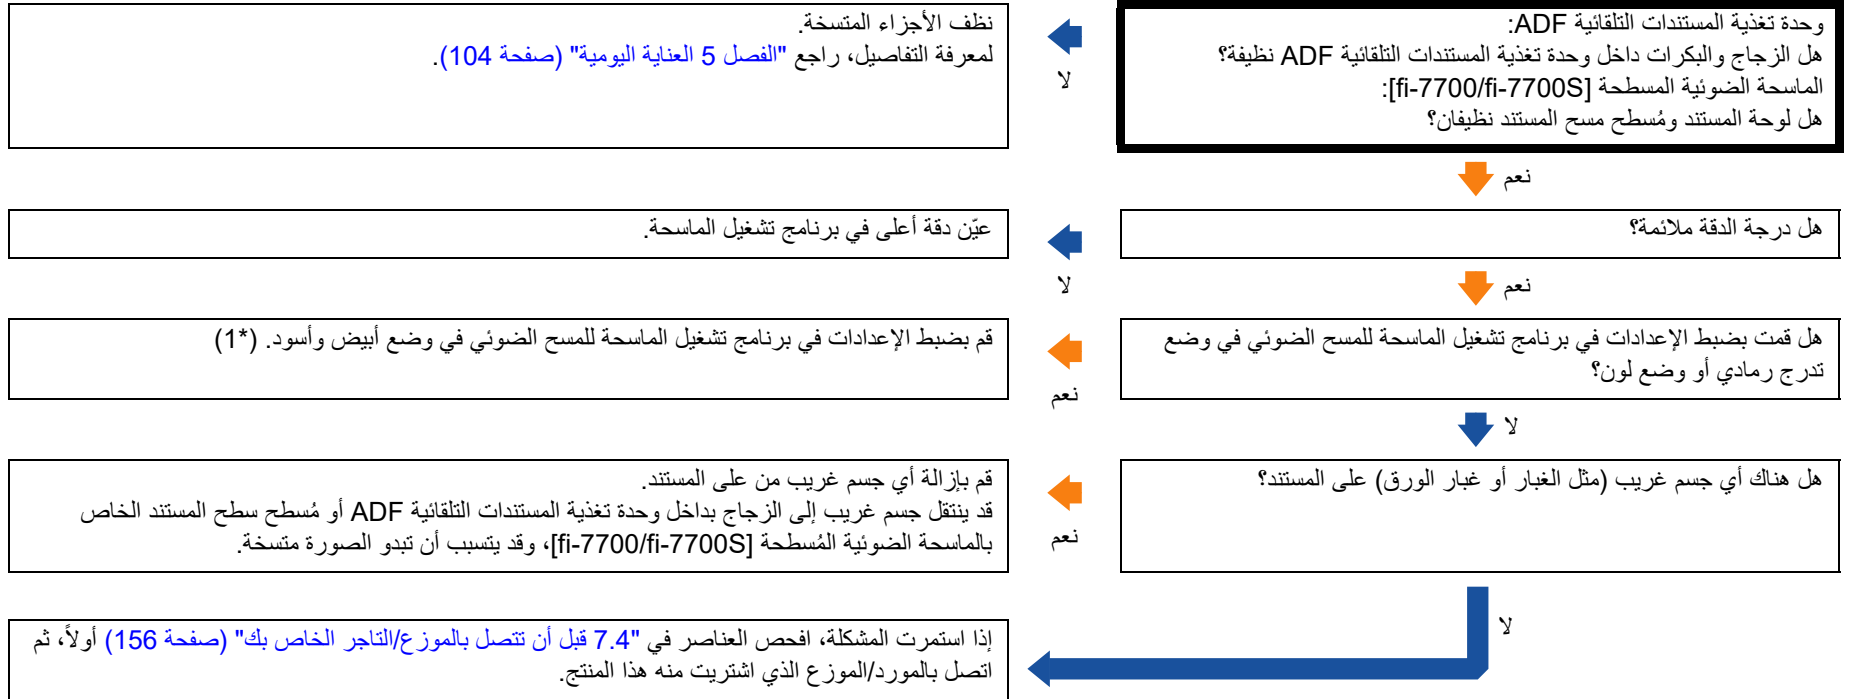 وحدة تغذية المستندات التلقائية ADF:
هل الزجاج والبكرات داخل وحدة تغذية المستندات التلقائية ADF نظيفة؟
الماسحة الضوئية المسطحة [fi-7700/fi-7700S]:
هل لوحة المستند ومُسطح مسح المستند نظيفان؟
لا
نظف الأجزاء المتسخة.
لمعرفة التفاصيل، راجع "الفصل 5 العناية اليومية" (صفحة 104).
نعم
هل درجة الدقة ملائمة؟
لا
عيّن دقة أعلى في برنامج تشغيل الماسحة.
نعم
هل قمت بضبط الإعدادات في برنامج تشغيل الماسحة للمسح الضوئي في وضع
تدرج رمادي أو وضع لون؟
نعم
قم بضبط الإعدادات في برنامج تشغيل الماسحة للمسح الضوئي في وضع أبيض وأسود. (*1)
لا
هل هناك أي جسم غريب (مثل الغبار أو غبار الورق) على المستند؟
نعم
قم بإزالة أي جسم غريب من على المستند.
قد ينتقل جسم غريب إلى الزجاج بداخل وحدة تغذية المستندات التلقائية ADF أو مُسطح سطح المستند الخاص
بالماسحة الضوئية المُسطحة [fi-7700/fi-7700S]، وقد يتسبب أن تبدو الصورة متسخة.
لا
إذا استمرت المشكلة، افحص العناصر في "7.4 قبل أن تتصل بالموزع/التاجر الخاص بك" (صفحة 156) أولاً، ثم
اتصل بالمورد/الموزع الذي اشتريت منه هذا المنتج.